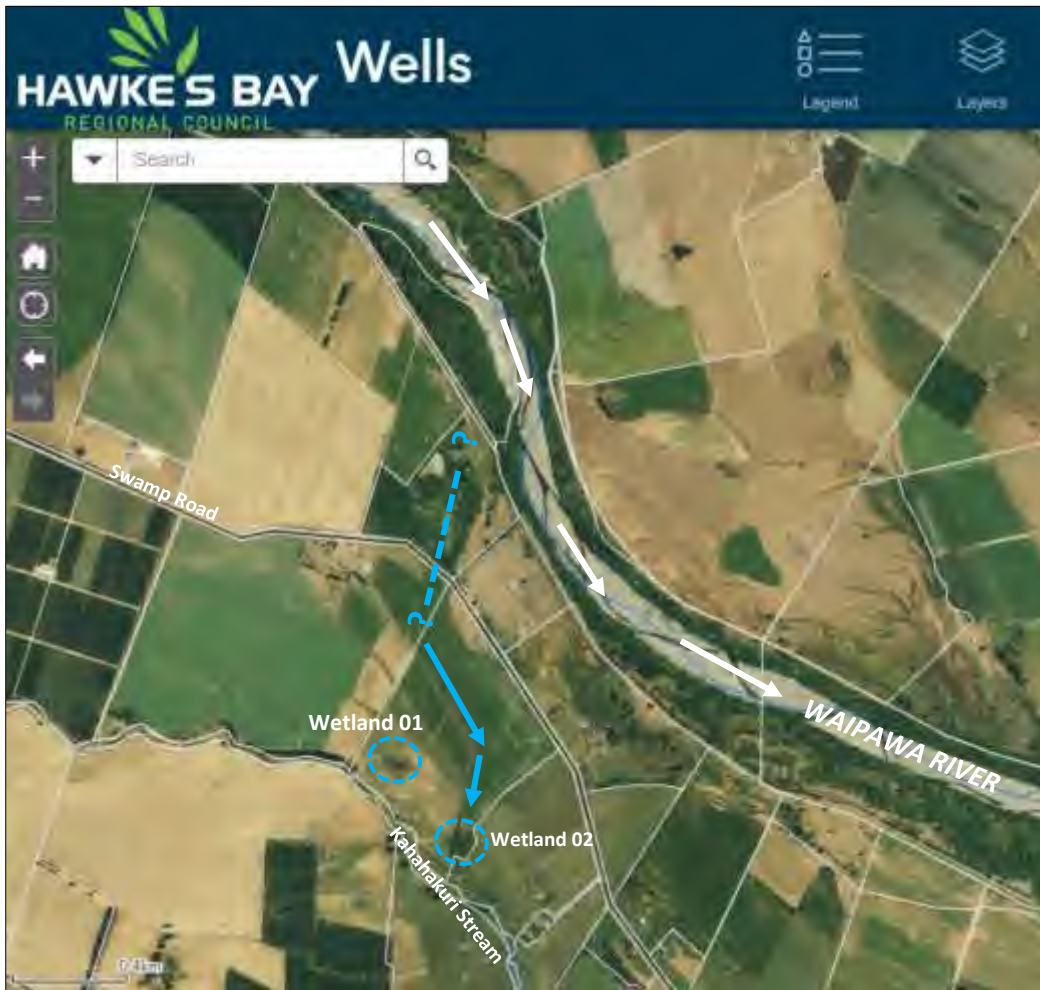 HAWKE'S BAY
REGIONAL COUNCIL
Wells
Legend
Layers
Search
Swamp Road
?
?
Wetland 01
Wetland 02
Kahahakuri Stream
WAIPAWA RIVER